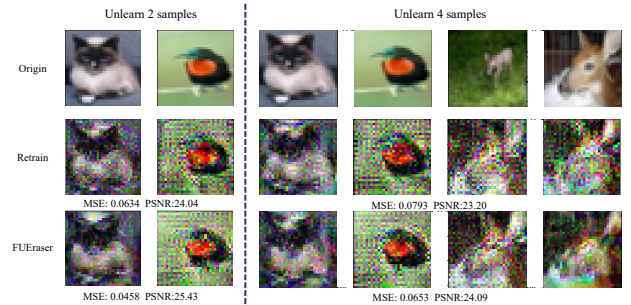 Unlearn 2 samples Unlearn 4 samples
Origin
Retrain
MSE: 0.0634 PSNR:24.04 MSE: 0.0793 PSNR:23.20
FUEraser
MSE: 0.0458 PSNR:25.43 MSE: 0.0653 PSNR:24.09